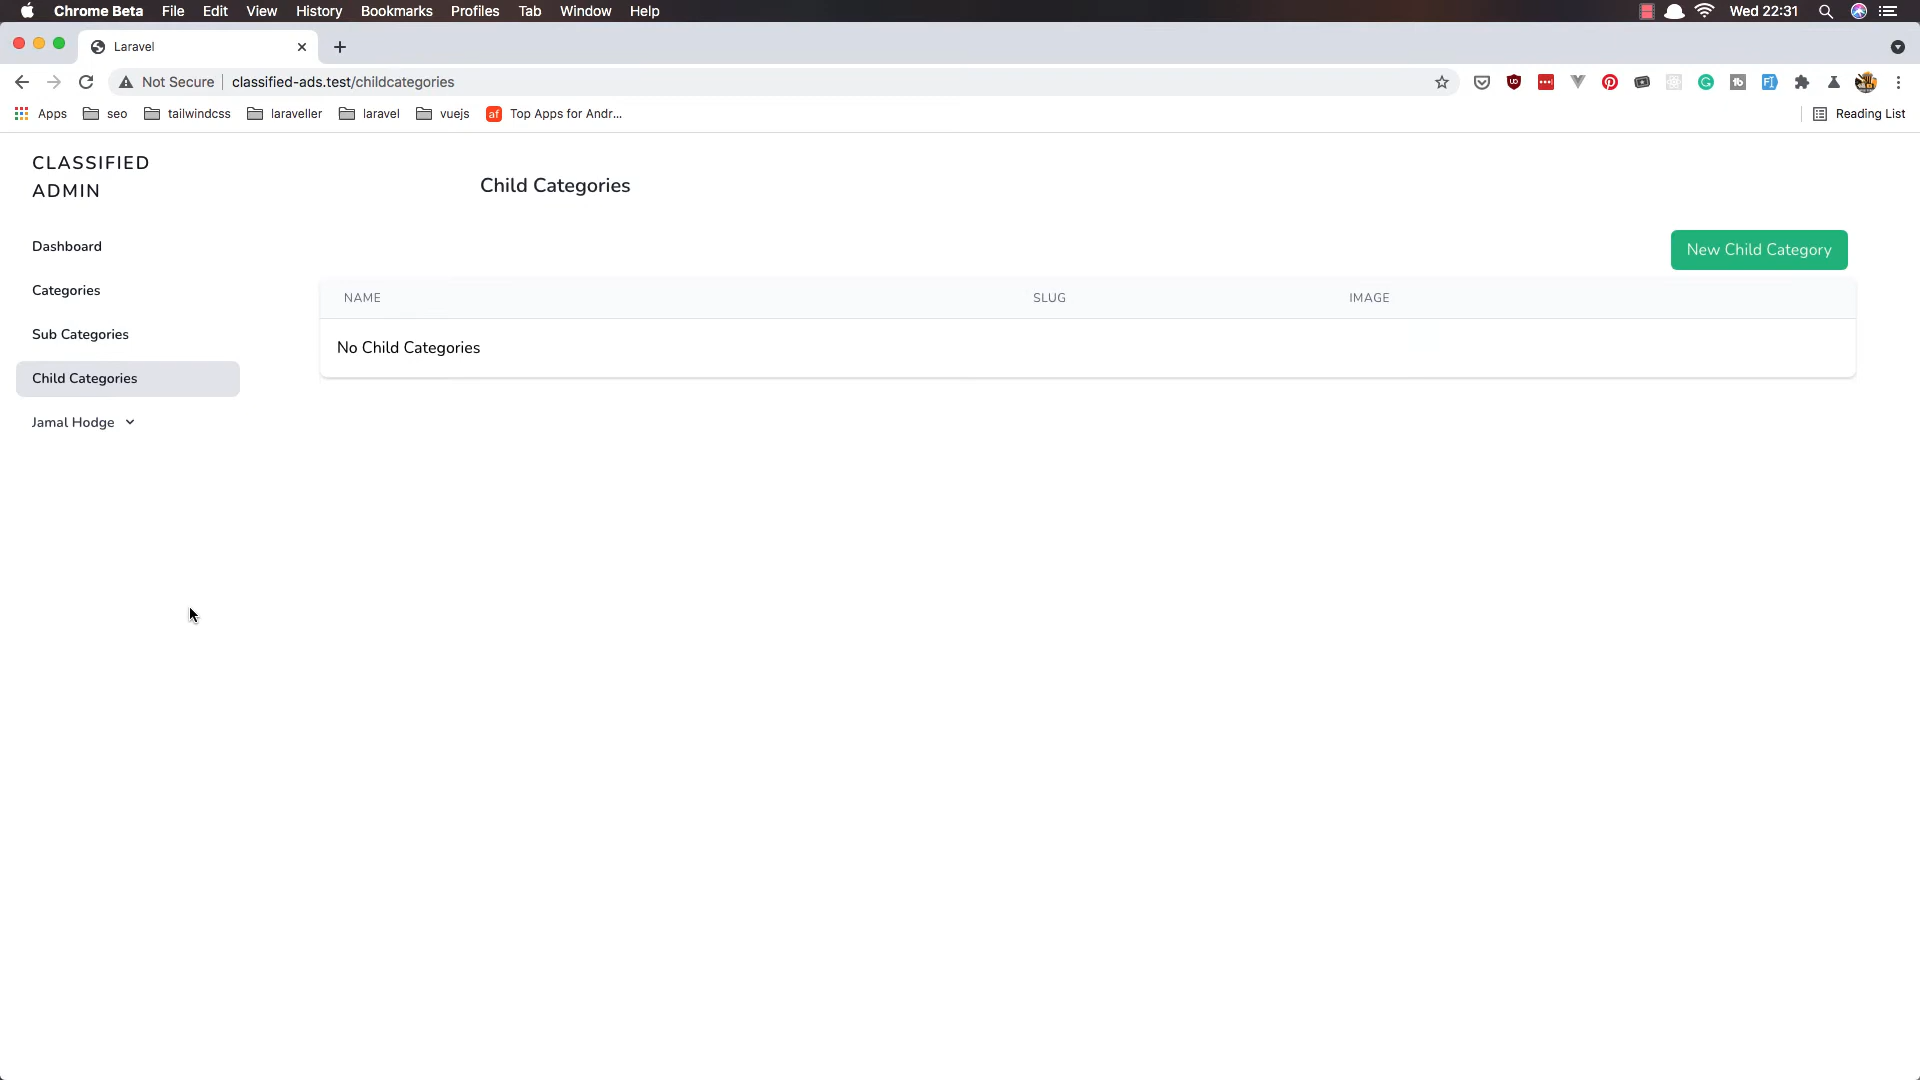 Chrome Beta File Edit View History Bookmarks Profiles Tab Window Help Wed 22:31
Laravel
Not Secure classified-ads.test/childcategories
Apps seo tailwindcss laraveller laravel vuejs af Top Apps for Andr... Reading List
CLASSIFIED
ADMIN
Child Categories
Dashboard
New Child Category
Categories
NAME SLUG IMAGE
Sub Categories
No Child Categories
Child Categories
Jamal Hodge